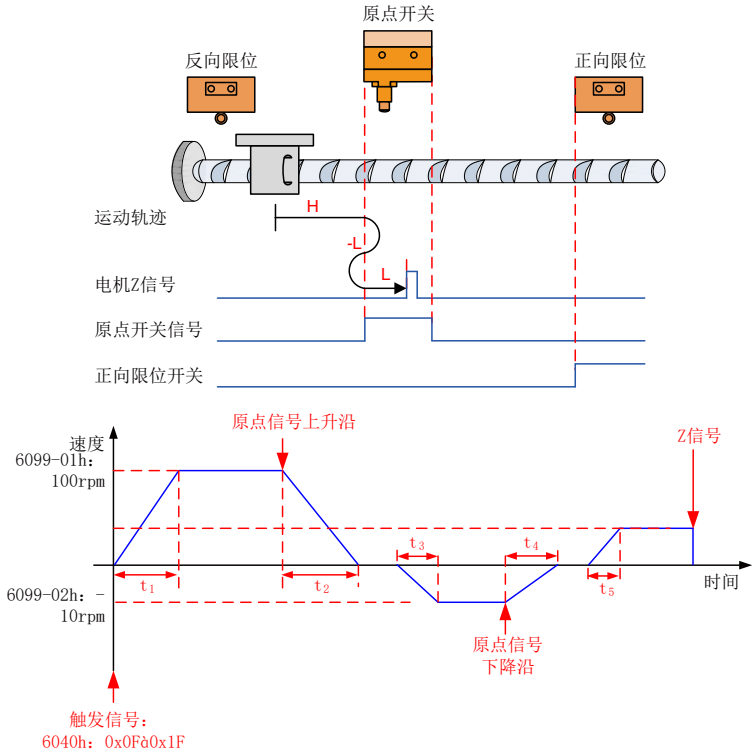 原点开关
反向限位
正向限位
运动轨迹
H
-L
L
电机Z信号
原点开关信号
正向限位开关
原点信号上升沿
Z信号
速度
6099-01h:
100rpm
t3
t4
t1
t2
t5
时间
6099-02h: -
10rpm
原点信号
下降沿
触发信号:
6040h: 0x0Fà0x1F